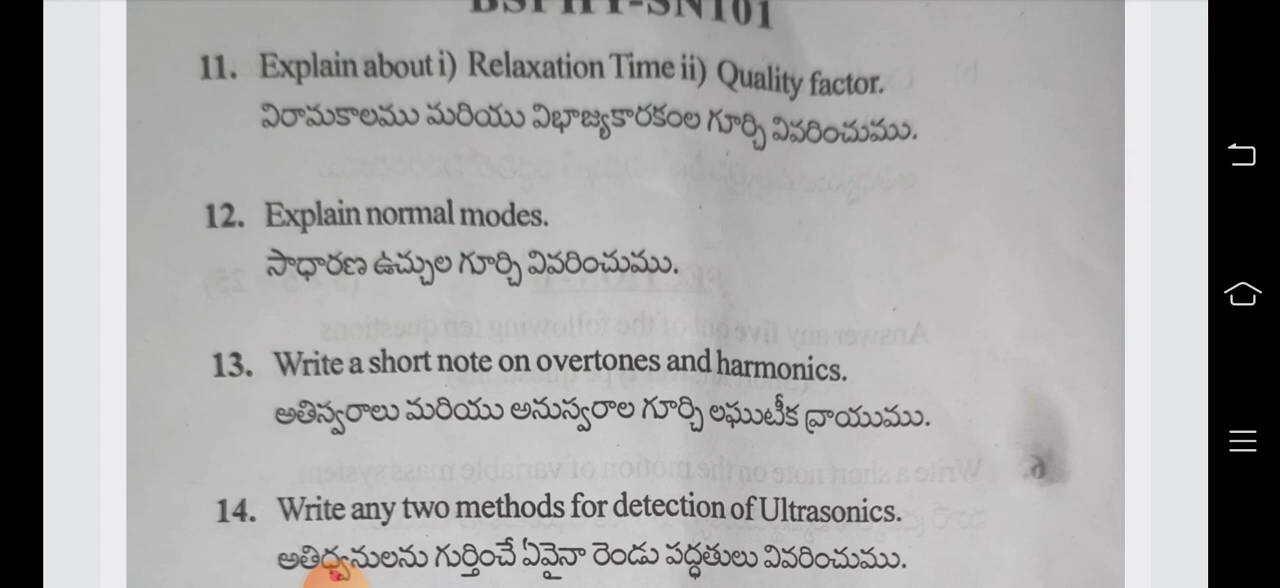 BSPHY-SN101
11. Explain about i) Relaxation Time ii) Quality factor.
విరామకాలము మరియు విభాజ్యకారకంల గూర్చి వివరించుము.
12. Explain normal modes.
సాధారణ ఉచ్చుల గూర్చి వివరించుము.
13. Write a short note on overtones and harmonics.
అతిస్వరాలు మరియు అనుస్వరాల గూర్చి లఘుటీక వ్రాయుము.
14. Write any two methods for detection of Ultrasonics.
అతిధ్వనులను గుర్తించే ఏవైనా రెండు పద్ధతులు వివరించుము.